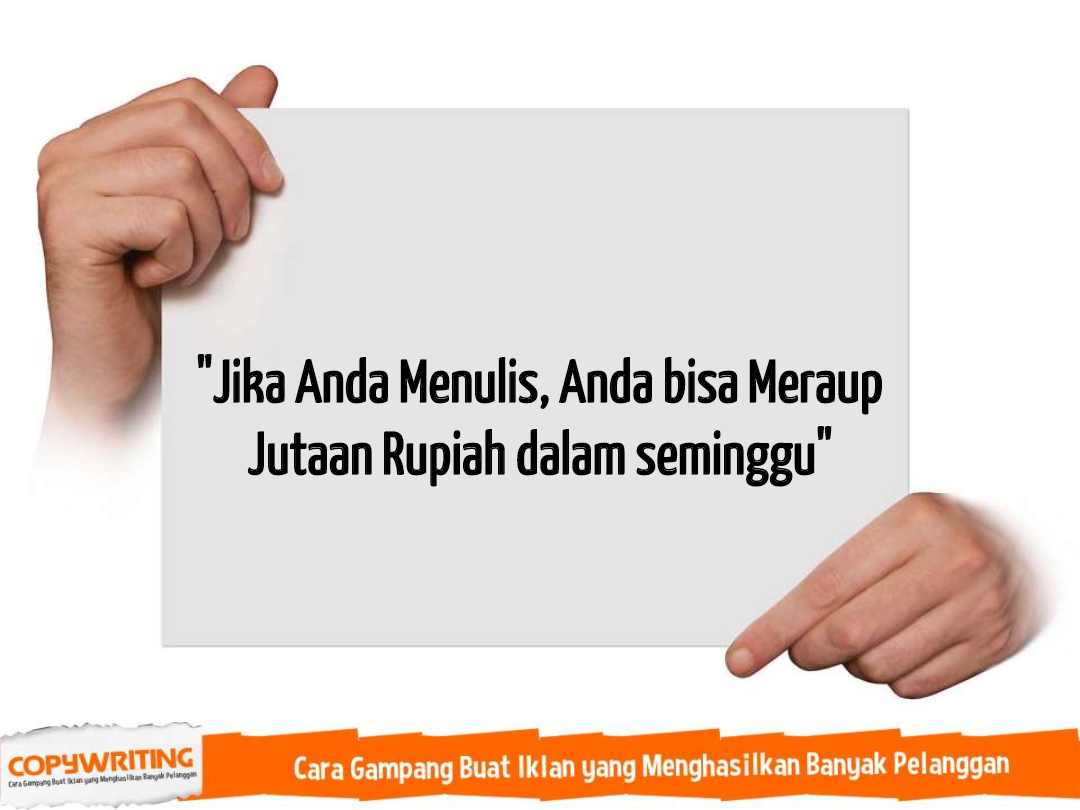 "Jika Anda Menulis, Anda bisa Meraup
Jutaan Rupiah dalam seminggu"
COPYWRITING
Cara Gampang Buat Iklan yang Menghasilkan Banyak Pelanggan
Cara Gampang Buat Iklan yang Menghasilkan Banyak Pelanggan